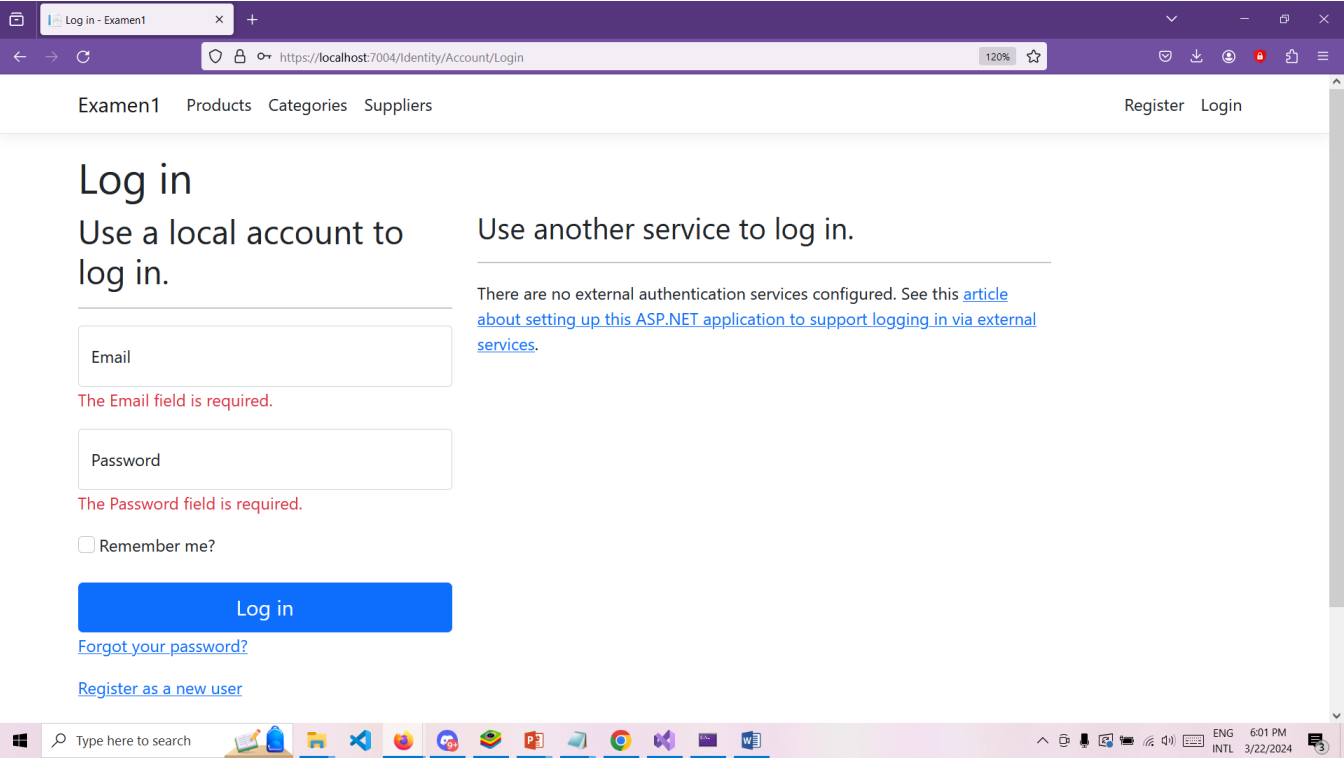 Log in - Examen1
https://localhost:7004/Identity/Account/Login
120%
Examen1 Products Categories Suppliers Register Login
Log in
Use a local account to
log in.
Email
The Email field is required.
Password
The Password field is required.
Remember me?
Log in
Forgot your password?
Register as a new user
Use another service to log in.
There are no external authentication services configured. See this article
about setting up this ASP.NET application to support logging in via external
services.
Type here to search
9+
ENG
INTL
6:01 PM
3/22/2024
3